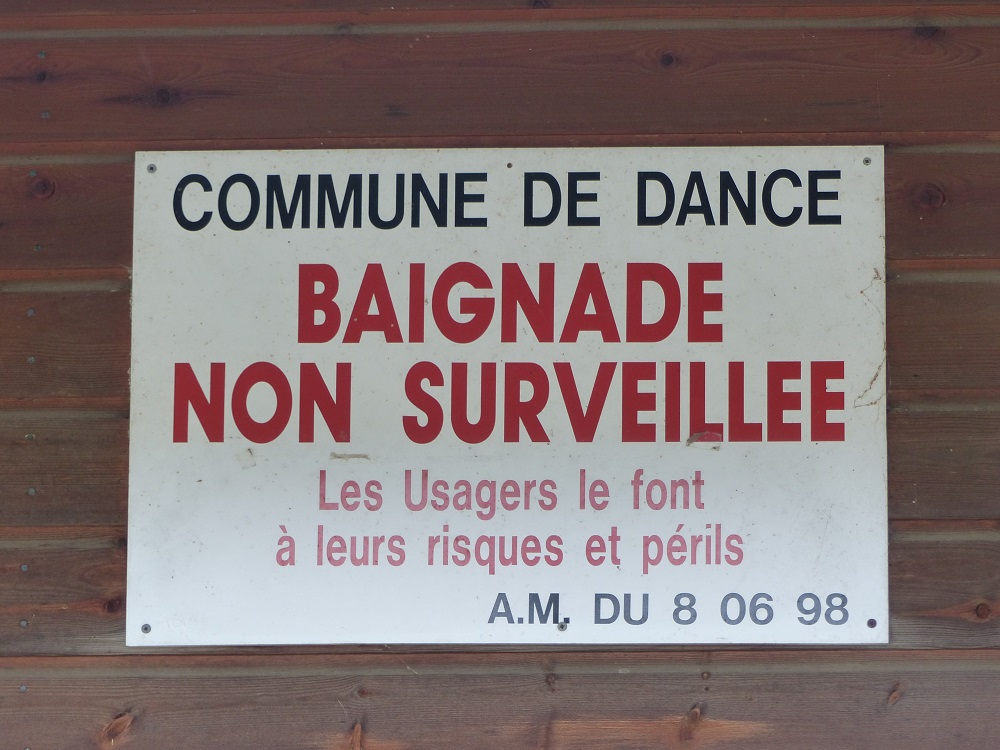 COMMUNE DE DANCE
BAIGNADE
NON SURVEILLEE
Les Usagers le font
à leurs risques et périls
A.M. DU 8 06 98